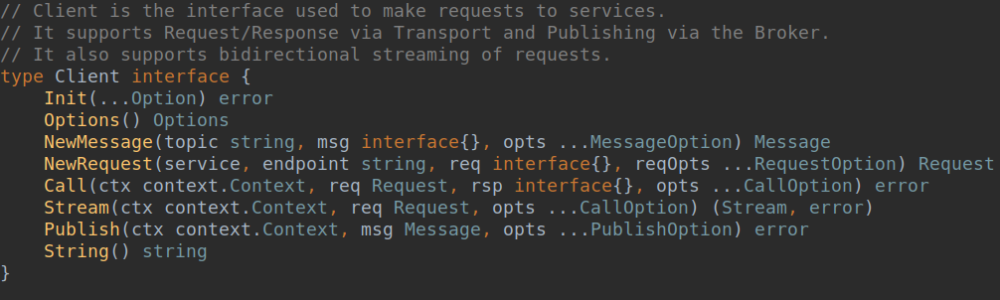 // Client is the interface used to make requests to services.
// It supports Request/Response via Transport and Publishing via the Broker.
// It also supports bidirectional streaming of requests.
type Client interface {
    Init(...Option) error
    Options() Options
    NewMessage(topic string, msg interface{}, opts ...MessageOption) Message
    NewRequest(service, endpoint string, req interface{}, reqOpts ...RequestOption) Request
    Call(ctx context.Context, req Request, rsp interface{}, opts ...CallOption) error
    Stream(ctx context.Context, req Request, opts ...CallOption) (Stream, error)
    Publish(ctx context.Context, msg Message, opts ...PublishOption) error
    String() string
}